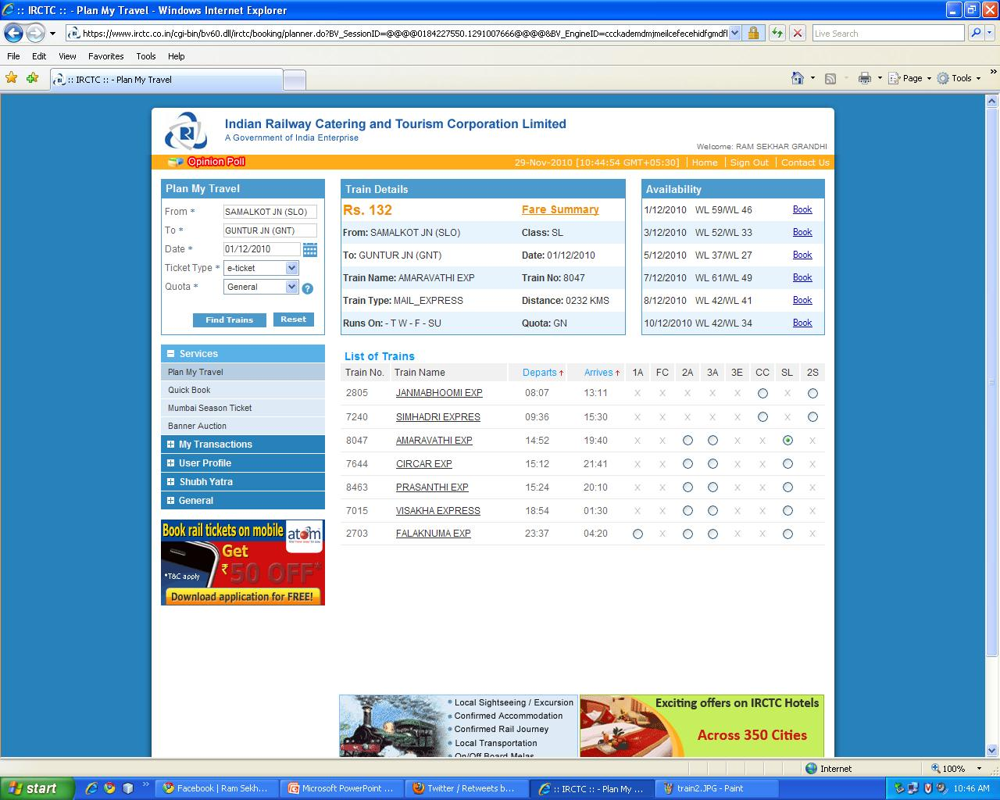 :: IRCTC :: - Plan My Travel - Windows Internet Explorer
https://www.irctc.co.in/cgi-bin/bv60.dll/irctc/booking/planner.do?BV_SessionID=@@@@0184227550.1291007666@@@@&BV_EngineID=ccckademdmjmeilcefecehidfgmdfl
Live Search
File Edit View Favorites Tools Help
:: IRCTC :: - Plan My Travel
Page Tools
Indian Railway Catering and Tourism Corporation Limited
A Government of India Enterprise
Welcome: RAM SEKHAR GRANDHI
Opinion Poll
29-Nov-2010 [10:44:54 GMT+05:30] | Home | Sign Out | Contact Us
Plan My Travel
From * SAMALKOT JN (SLO)
To * GUNTUR JN (GNT)
Date * 01/12/2010
Ticket Type * e-ticket
Quota * General
Find Trains Reset
Train Details
Rs. 132 Fare Summary
From: SAMALKOT JN (SLO) Class: SL
To: GUNTUR JN (GNT) Date: 01/12/2010
Train Name: AMARAVATHI EXP Train No: 8047
Train Type: MAIL_EXPRESS Distance: 0232 KMS
Runs On: - T W - F - SU Quota: GN
Availability
1/12/2010 WL 59/WL 46 Book
3/12/2010 WL 52/WL 33 Book
5/12/2010 WL 37/WL 27 Book
7/12/2010 WL 61/WL 49 Book
8/12/2010 WL 42/WL 41 Book
10/12/2010 WL 42/WL 34 Book
Services
Plan My Travel
Quick Book
Mumbai Season Ticket
Banner Auction
My Transactions
User Profile
Shubh Yatra
General
List of Trains
Train No. Train Name Departs Arrives 1A FC 2A 3A 3E CC SL 2S
2805 JANMABHOOMI EXP 08:07 13:11 X X X X X X
7240 SIMHADRI EXPRES 09:36 15:30 X X X X X X
8047 AMARAVATHI EXP 14:52 19:40 X X X X X
7644 CIRCAR EXP 15:12 21:41 X X X X X
8463 PRASANTHI EXP 15:24 20:10 X X X X X
7015 VISAKHA EXPRESS 18:54 01:30 X X X X X
2703 FALAKNUMA EXP 23:37 04:20 X X X X
Book rail tickets on mobile
atom
Get
₹ 50 OFF*
*T&C apply
Download application for FREE!
Local Sightseeing / Excursion
Confirmed Accommodation
Confirmed Rail Journey
Local Transportation
On/Off Board Melas
Exciting offers on IRCTC Hotels
Across 350 Cities
Internet 100%
start
Facebook | Ram Sekh...
Microsoft PowerPoint ...
Twitter / Retweets b...
:: IRCTC :: - Plan My ...
train2.JPG - Paint
10:46 AM